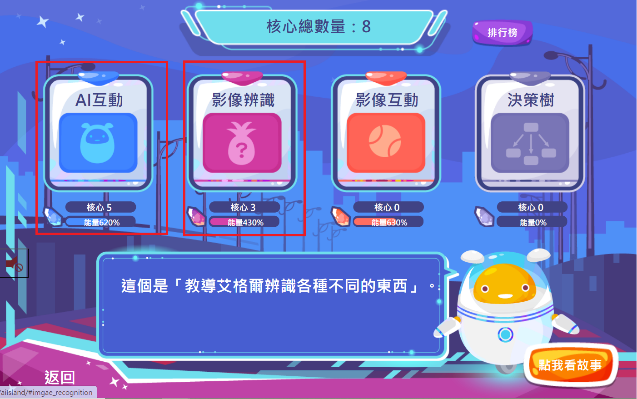 核心總數量：8
排行榜
AI互動
影像辨識
影像互動
決策樹
?
核心 5
核心 3
核心 0
核心 0
能量620%
能量430%
能量630%
能量0%
這個是「教導艾格爾辨識各種不同的東西」。
點我看故事
返回
/aiisland/#imgae_recognition